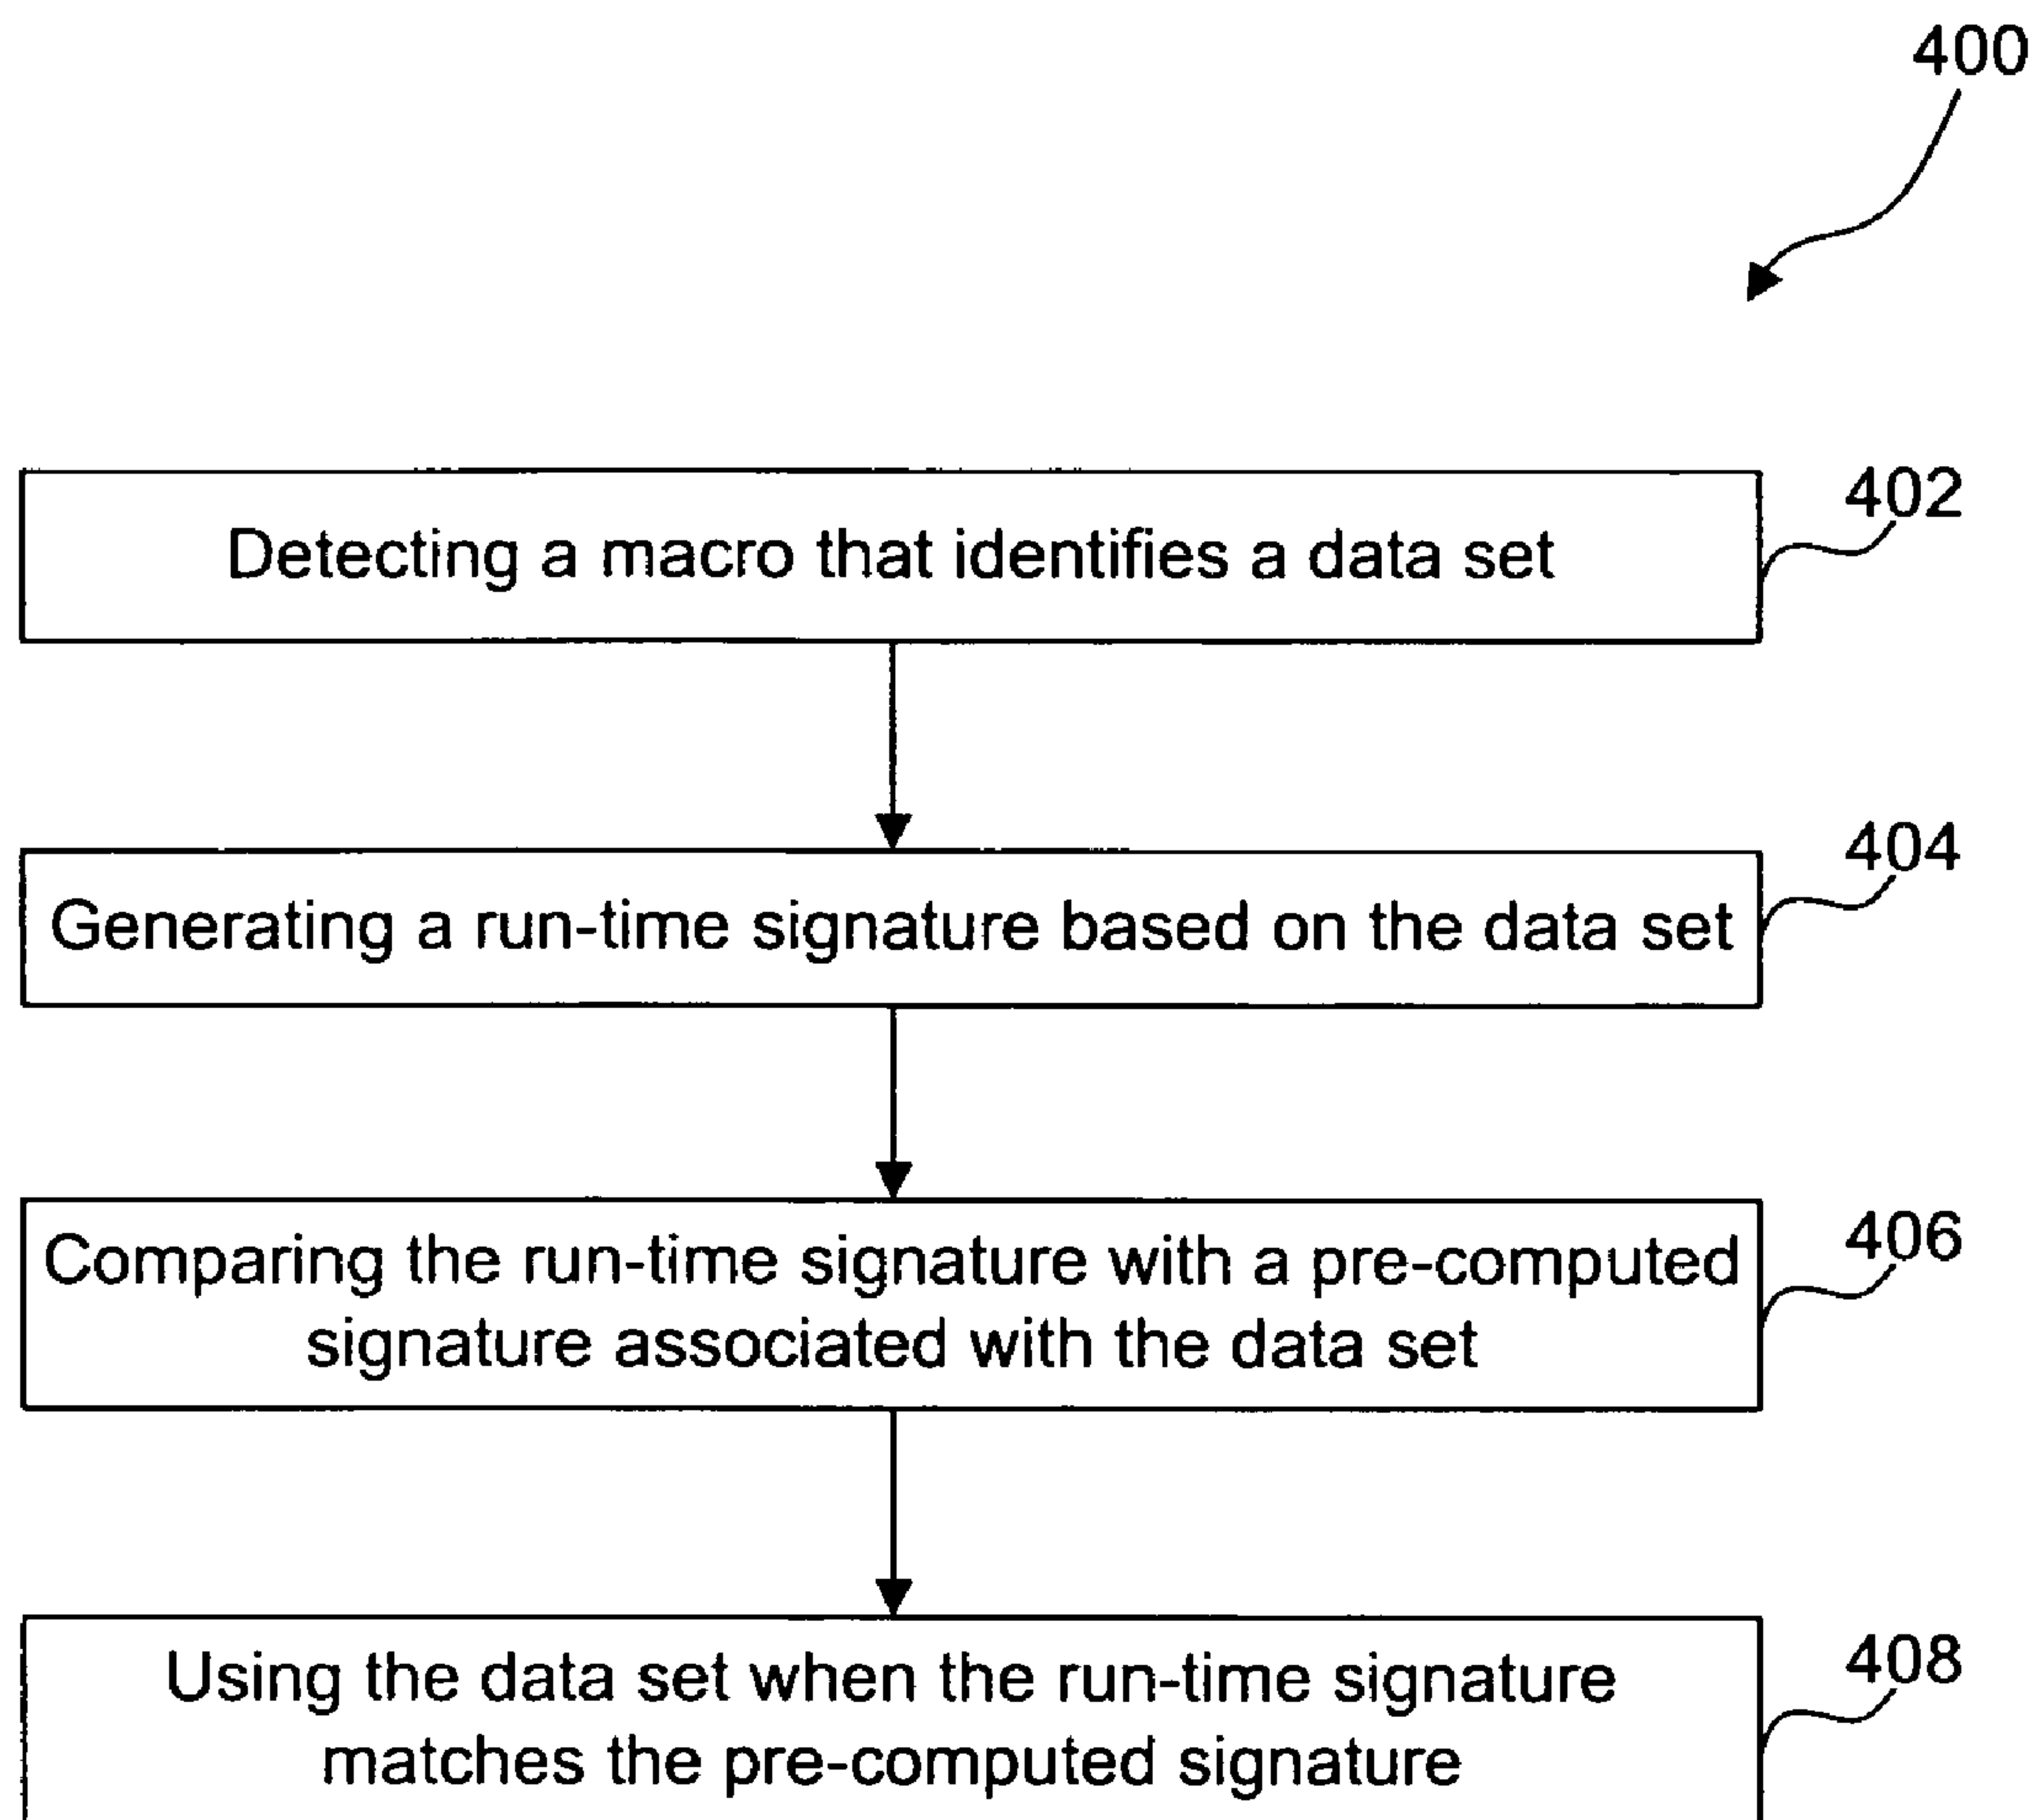 400
402
Detecting a macro that identifies a data set
404
Generating a run-time signature based on the data set
406
Comparing the run-time signature with a pre-computed
signature associated with the data set
408
Using the data set when the run-time signature
matches the pre-computed signature